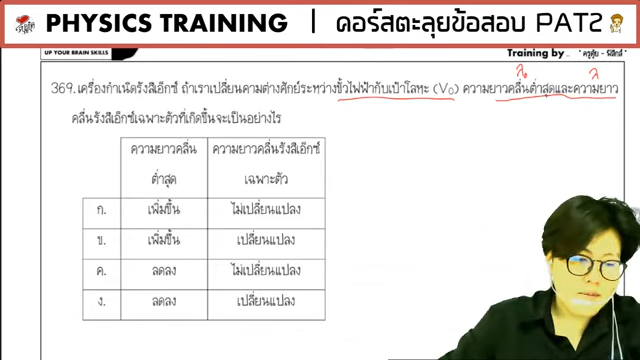 PHYSICS TRAINING | คอร์สตะลุยข้อสอบ PAT2
UP YOUR BRAIN SKILLS
Training by
369. เครื่องกำเนิดรังสีเอ็กซ์ ถ้าเราเปลี่ยนความต่างศักย์ระหว่างขั้วไฟฟ้ากับเป้าโลหะ (V₀) ความยาวคลื่นต่ำสุดและความยาว
คลื่นรังสีเอ็กซ์เฉพาะตัวที่เกิดขึ้นจะเป็นอย่างไร
ความยาวคลื่น ความยาวคลื่นรังสีเอ็กซ์
ต่ำสุด เฉพาะตัว
ก. เพิ่มขึ้น ไม่เปลี่ยนแปลง
ข. เพิ่มขึ้น เปลี่ยนแปลง
ค. ลดลง ไม่เปลี่ยนแปลง
ง. ลดลง เปลี่ยนแปลง